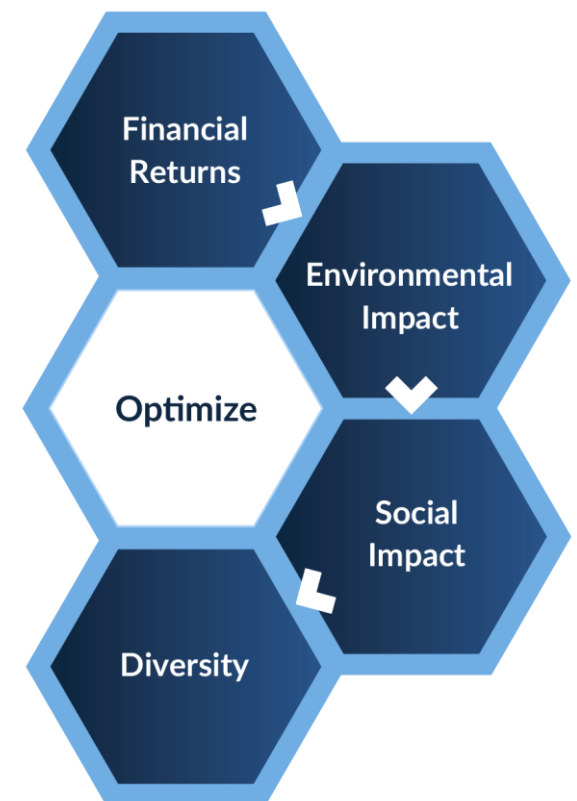 Financial
Returns
Environmental
Impact
Optimize
Social
Impact
Diversity